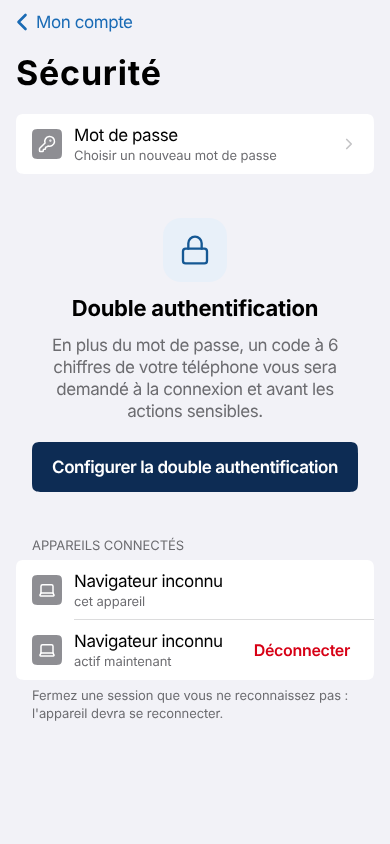 Mon compte
Sécurité
Mot de passe
Choisir un nouveau mot de passe
Double authentification
En plus du mot de passe, un code à 6
chiffres de votre téléphone vous sera
demandé à la connexion et avant les
actions sensibles.
Configurer la double authentification
APPAREILS CONNECTÉS
Navigateur inconnu
cet appareil
Navigateur inconnu
actif maintenant
Déconnecter
Fermez une session que vous ne reconnaissez pas :
l'appareil devra se reconnecter.